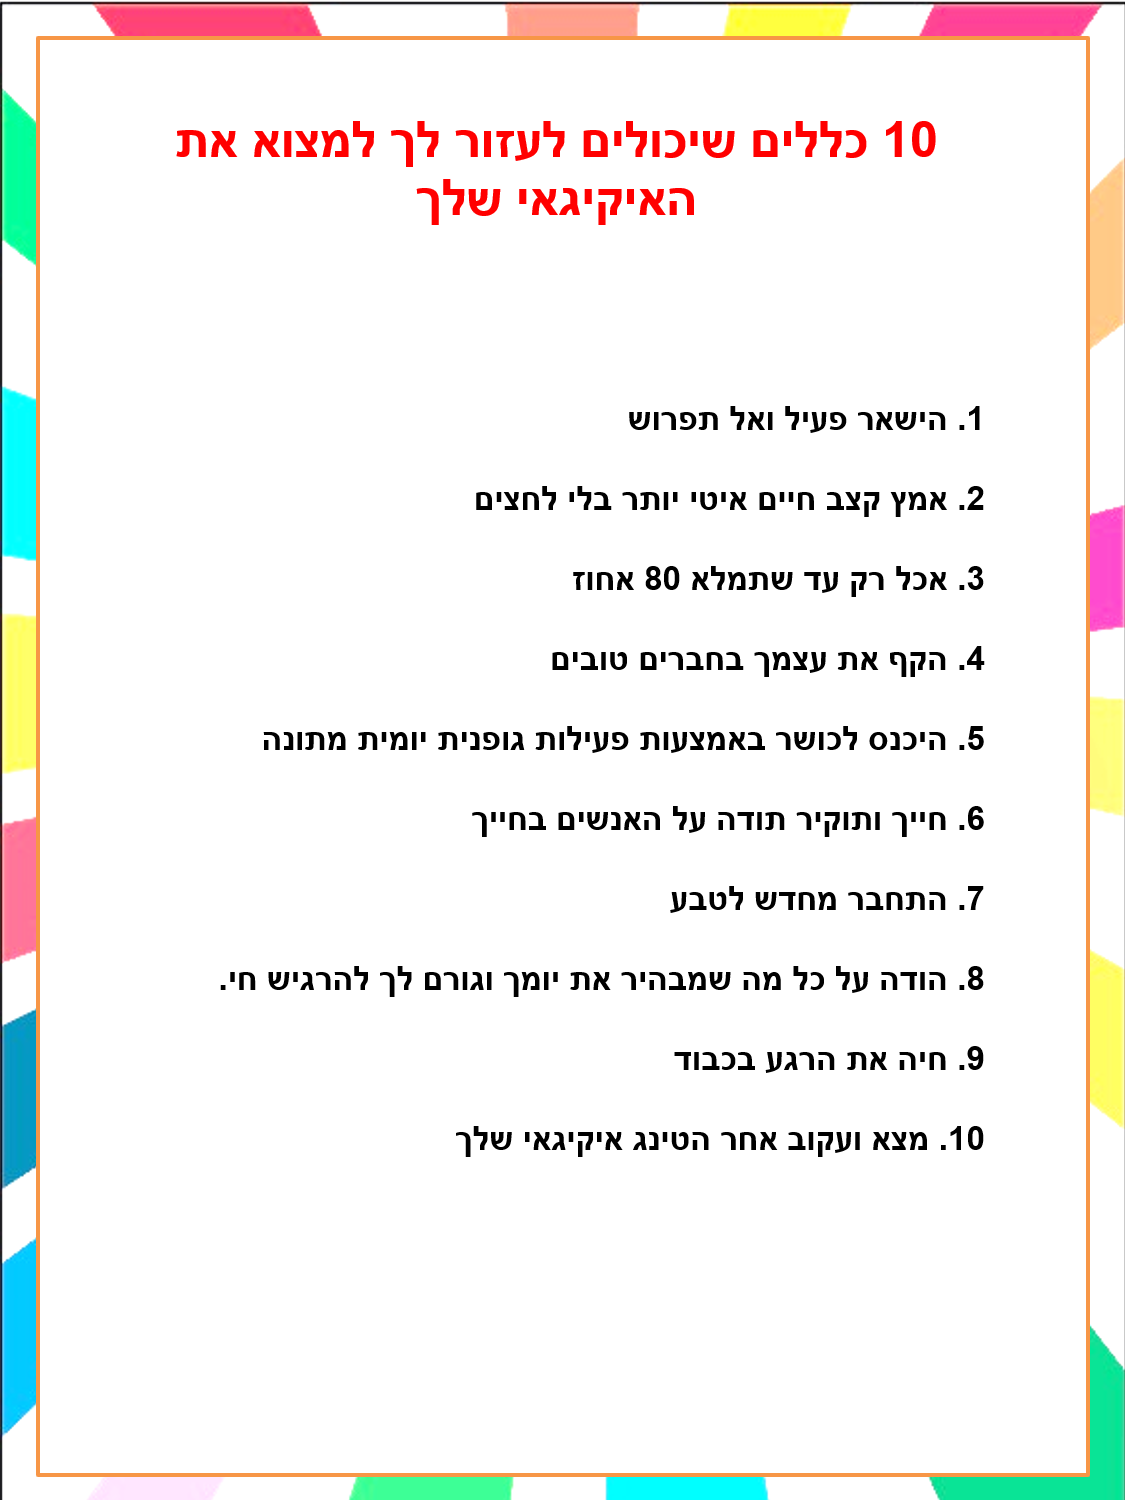 10 כללים שיכולים לעזור לך למצוא את
האיקיגאי שלך
1. הישאר פעיל ואל תפרוש
2. אמץ קצב חיים איטי יותר בלי לחצים
3. אכל רק עד שתמלא 80 אחוז
4. הקף את עצמך בחברים טובים
5. היכנס לכושר באמצעות פעילות גופנית יומית מתונה
6. חייך ותוקיר תודה על האנשים בחייך
7. התחבר מחדש לטבע
8. הודה על כל מה שמבהיר את יומך וגורם לך להרגיש חי.
9. חיה את הרגע בכבוד
10. מצא ועקוב אחר הטינג איקיגאי שלך